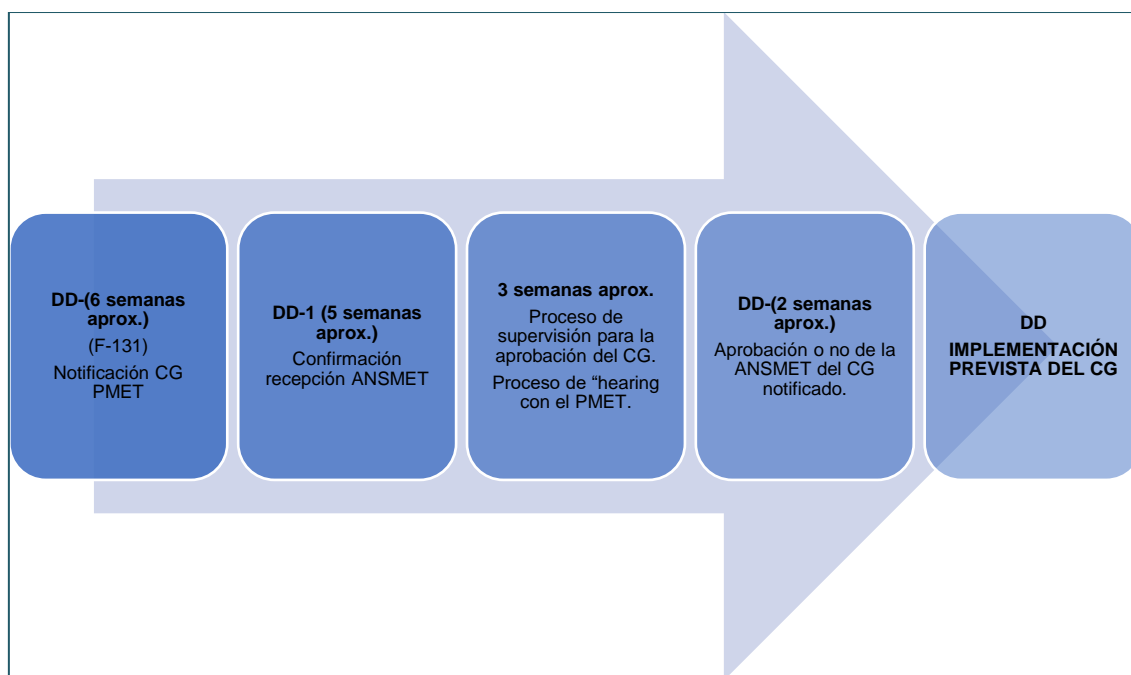 DD-(6 semanas
aprox.)
(F-131)
Notificación CG
PMET
DD-1 (5 semanas
aprox.)
Confirmación
recepción ANSMET
3 semanas aprox.
Proceso de
supervisión para la
aprobación del CG.
Proceso de “hearing
con el PMET.
DD-(2 semanas
aprox.)
Aprobación o no de la
ANSMET del CG
notificado.
DD
IMPLEMENTACIÓN
PREVISTA DEL CG